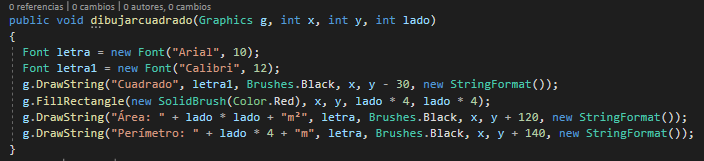 0 referencias | 0 cambios | 0 autores, 0 cambios
public void dibujarcuadrado(Graphics g, int x, int y, int lado)
{
Font letra = new Font("Arial", 10);
Font letra1 = new Font("Calibri", 12);
g.DrawString("Cuadrado", letra1, Brushes.Black, x, y - 30, new StringFormat());
g.FillRectangle(new SolidBrush(Color.Red), x, y, lado * 4, lado * 4);
g.DrawString("Área: " + lado * lado + "m²", letra, Brushes.Black, x, y + 120, new StringFormat());
g.DrawString("Perímetro: " + lado * 4 + "m", letra, Brushes.Black, x, y + 140, new StringFormat());
}